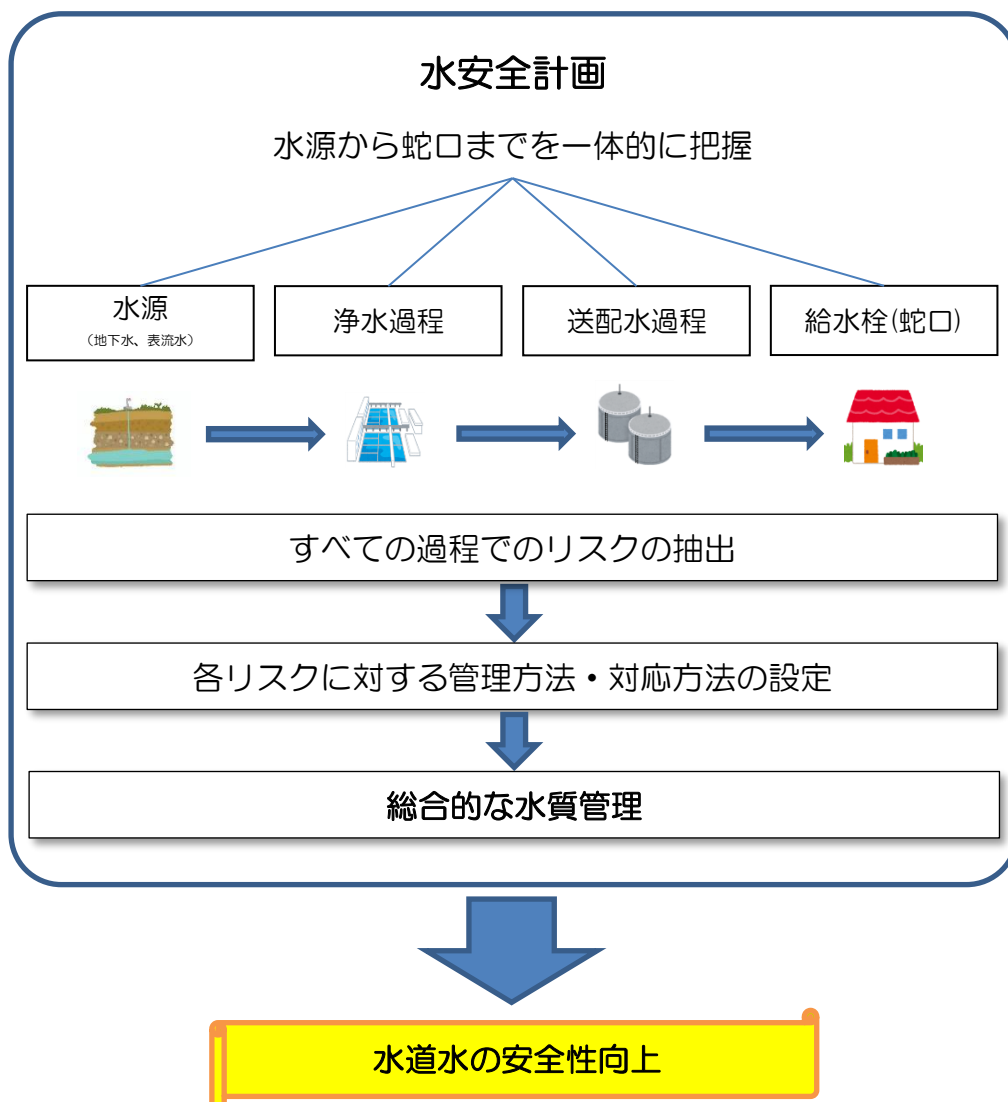 水安全計画
水源から蛇口までを一体的に把握
水源
（地下水、表流水）
浄水過程
送配水過程
給水栓(蛇口)
すべての過程でのリスクの抽出
各リスクに対する管理方法・対応方法の設定
総合的な水質管理
水道水の安全性向上